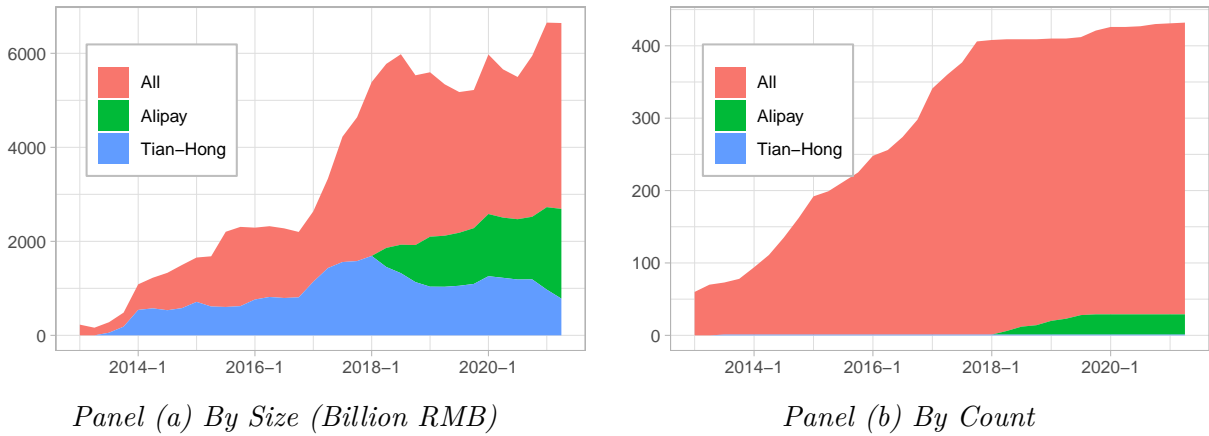 6000
4000
2000
0
All
Alipay
Tian−Hong
2014−1 2016−1 2018−1 2020−1
Panel (a) By Size (Billion RMB)
400
300
200
100
0
All
Alipay
Tian−Hong
2014−1 2016−1 2018−1 2020−1
Panel (b) By Count